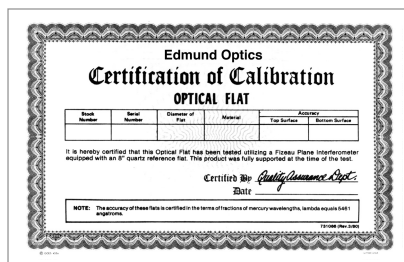 Edmund Optics
Certification of Calibration
OPTICAL FLAT
Stock Number
Serial Number
Diameter of Flat
Material
Accuracy
Top Surface
Bottom Surface
It is hereby certified that this Optical Flat has been tested utilizing a Fizeau Plane Interferometer
equipped with an 8" quartz reference flat. This product was fully supported at the time of the test.
Certified By Quality Assurance Dept.
Date
NOTE: The accuracy of these flats is certified in the terms of fractions of mercury wavelengths, lambda equals 5461
angstroms.
731066 (Rev.3/80)